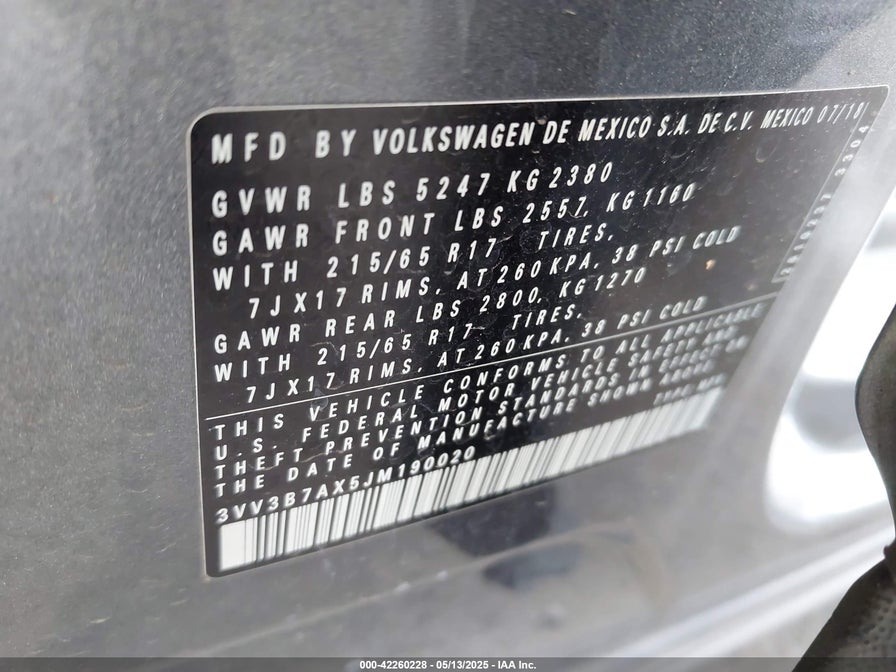 MFD BY VOLKSWAGEN DE MEXICO S.A. DE C.V. MEXICO 07/18
GVWR LBS 5247 KG 2380
GAWR FRONT LBS 2557, KG 1160
WITH 215/65 R17 TIRES,
7JX17 RIMS, AT 260 KPA, 38 PSI COLD
GAWR REAR LBS 2800, KG 1270
WITH 215/65 R17 TIRES,
7JX17 RIMS, AT 260 KPA, 38 PSI COLD
THIS VEHICLE CONFORMS TO ALL APPLICABLE
U.S. FEDERAL MOTOR VEHICLE SAFETY AND
THEFT PREVENTION STANDARDS IN EFFECT ON
THE DATE OF MANUFACTURE SHOWN ABOVE.
3VV3B7AX5JM190020
000-42260228 - 05/13/2025 - IAA Inc.